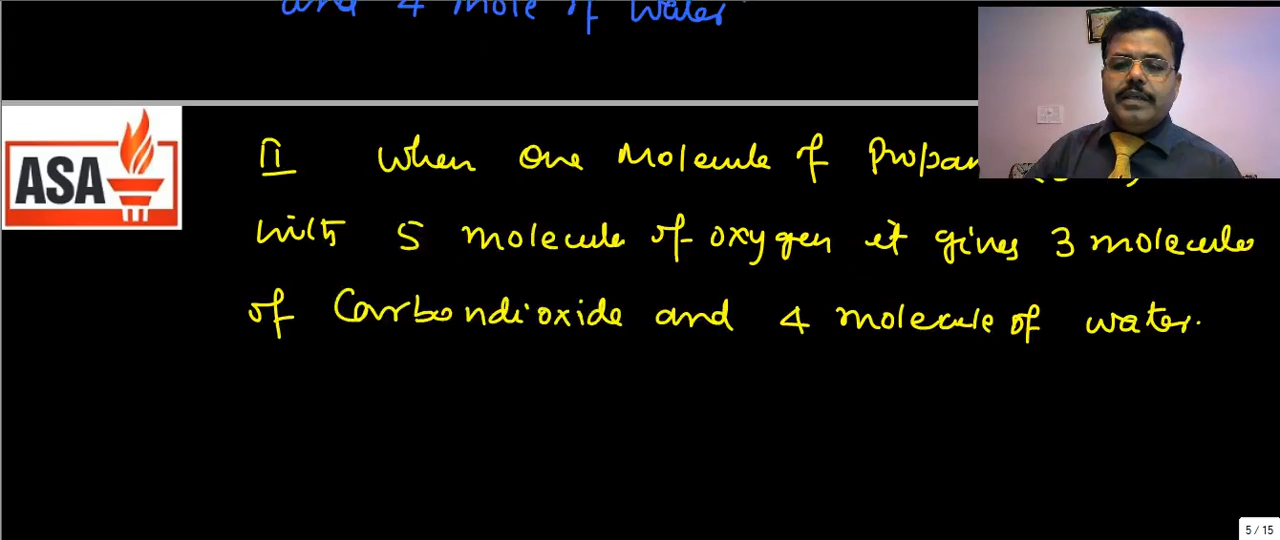 and 4 mole of water
ASA
II When One Molecule of Propan
with 5 molecule of oxygen it gives 3 molecule
of Carbondioxide and 4 molecule of water.
5 / 15